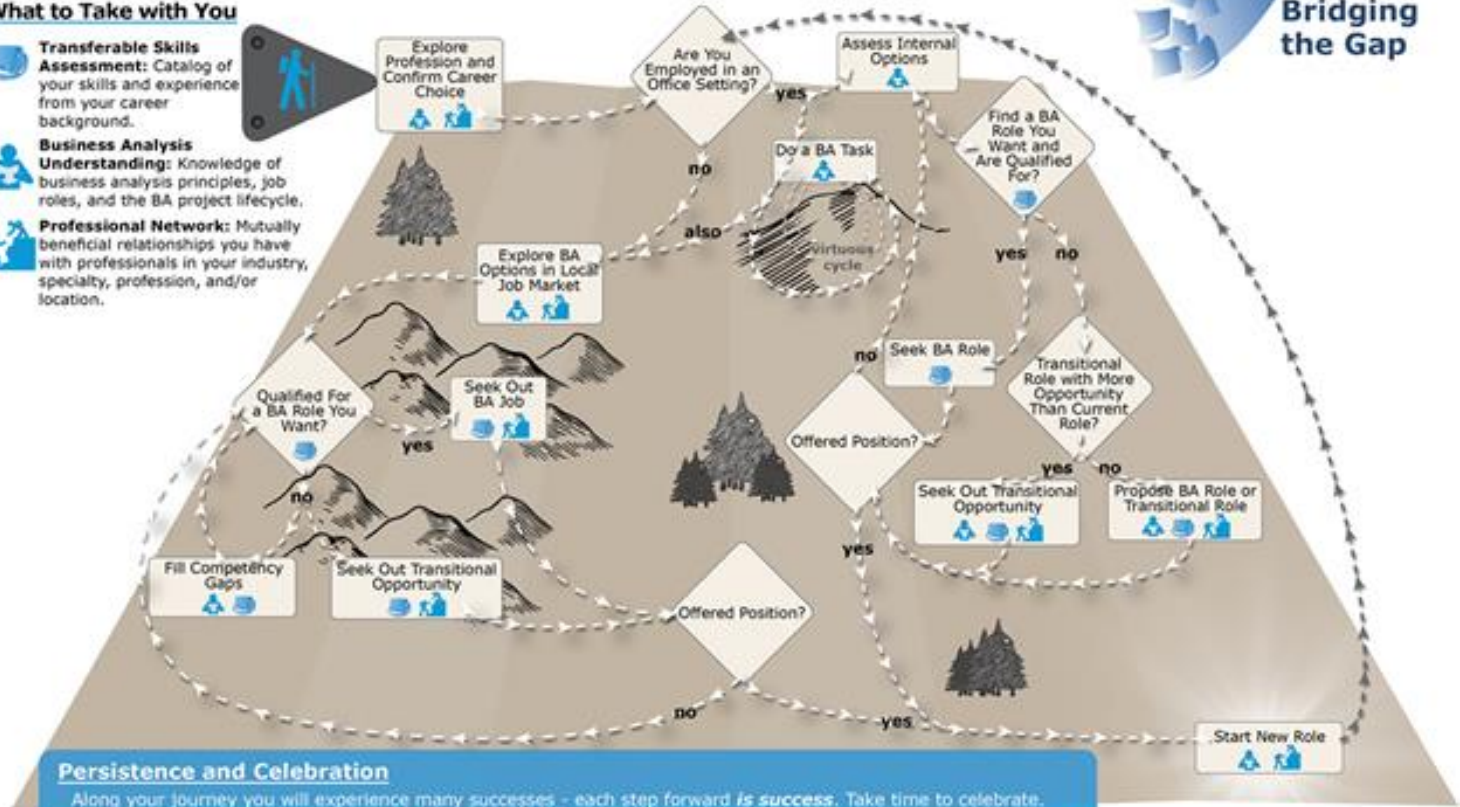 What to Take with You
Transferable Skills
Assessment: Catalog of
your skills and experience
from your career
background.
Business Analysis
Understanding: Knowledge of
business analysis principles, job
roles, and the BA project lifecycle.
Professional Network: Mutually
beneficial relationships you have
with professionals in your industry,
specialty, profession, and/or
location.
Bridging
the Gap
Explore
Profession and
Confirm Career
Choice
Are You
Employed in an
Office Setting?
yes
no
also
Assess Internal
Options
Do a BA Task
virtuous
cycle
Find a BA
Role You
Want and
Are Qualified
For?
yes
no
Explore BA
Options in Local
Job Market
Qualified For
a BA Role You
Want?
yes
no
Seek Out
BA Job
Seek BA Role
Transitional
Role with More
Opportunity
Than Current
Role?
yes
no
Offered Position?
no
yes
Seek Out Transitional
Opportunity
Propose BA Role or
Transitional Role
Fill Competency
Gaps
Seek Out Transitional
Opportunity
Offered Position?
no
yes
Start New Role
Persistence and Celebration
Along your journey you will experience many successes - each step forward is success. Take time to celebrate.